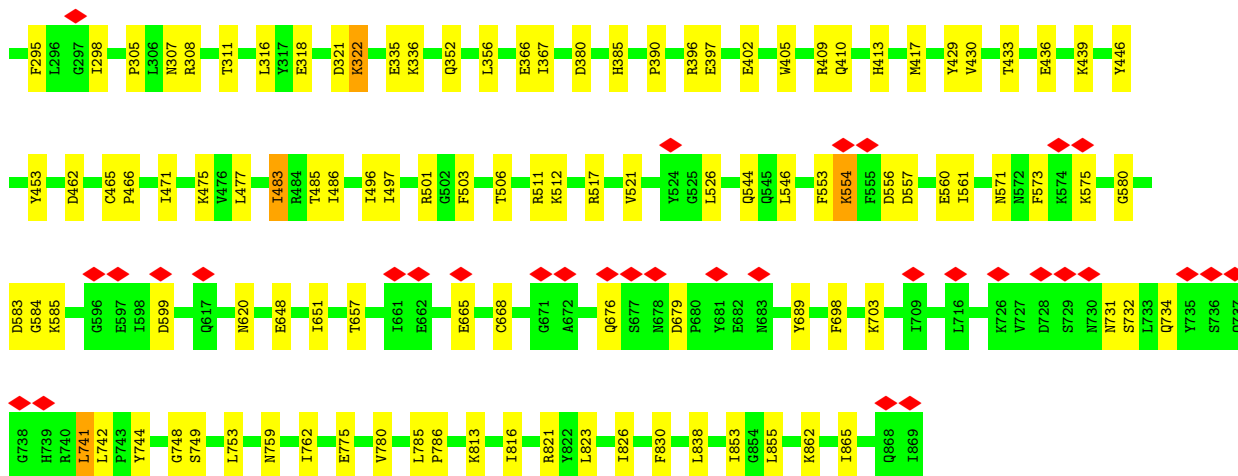 F295 L296 G297 I298 P305 L306 N307 R308 T311 L316 Y317 E318 D321 K322 E335 K336 Q352 L356 E366 I367 D380 H385 P390 R396 E397 E402 W405 R409 Q410 H413 M417 Y429 V430 T433 E436 K439 Y446
Y453 D462 C465 P466 I471 K475 V476 L477 I483 R484 T485 I486 I496 I497 R501 G502 F503 T506 R511 K512 R517 V521 Y524 G525 L526 Q544 Q545 L546 F553 K554 F555 D556 D557 E560 I561 N571 N572 F573 K574 K575 G580
D583 G584 K585 G596 E597 I598 D599 Q617 N620 E648 I651 T657 I661 E662 E665 C668 G671 A672 Q676 S677 N678 D679 P680 Y681 E682 N683 Y689 F698 K703 I709 L716 K726 V727 D728 S729 N730 N731 S732 L733 Q734 Y735 S736
G738 H739 R740 L741 L742 P743 Y744 G748 S749 L753 N759 I762 E775 V780 L785 P786 K813 I816 R821 Y822 L823 I826 F830 L838 I853 G854 L855 K862 I865 Q868 I869